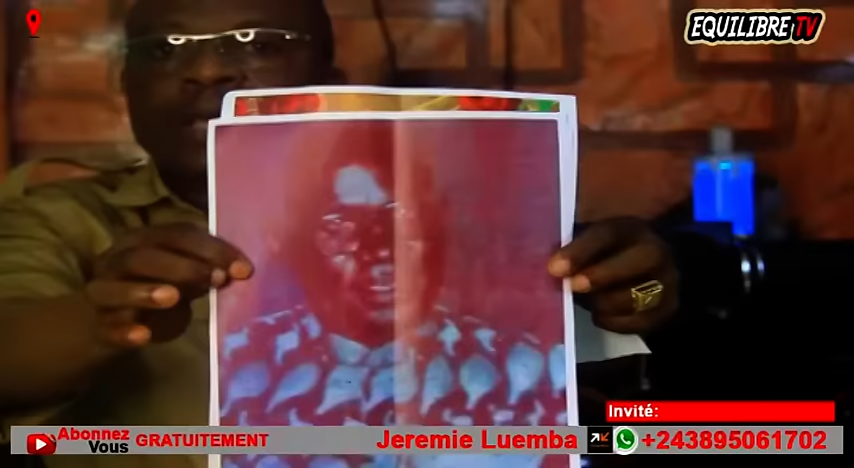 EQUILIBRE TV
Invité:
Abonnez
Vous GRATUITEMENT
Jeremie Luemba
+243895061702